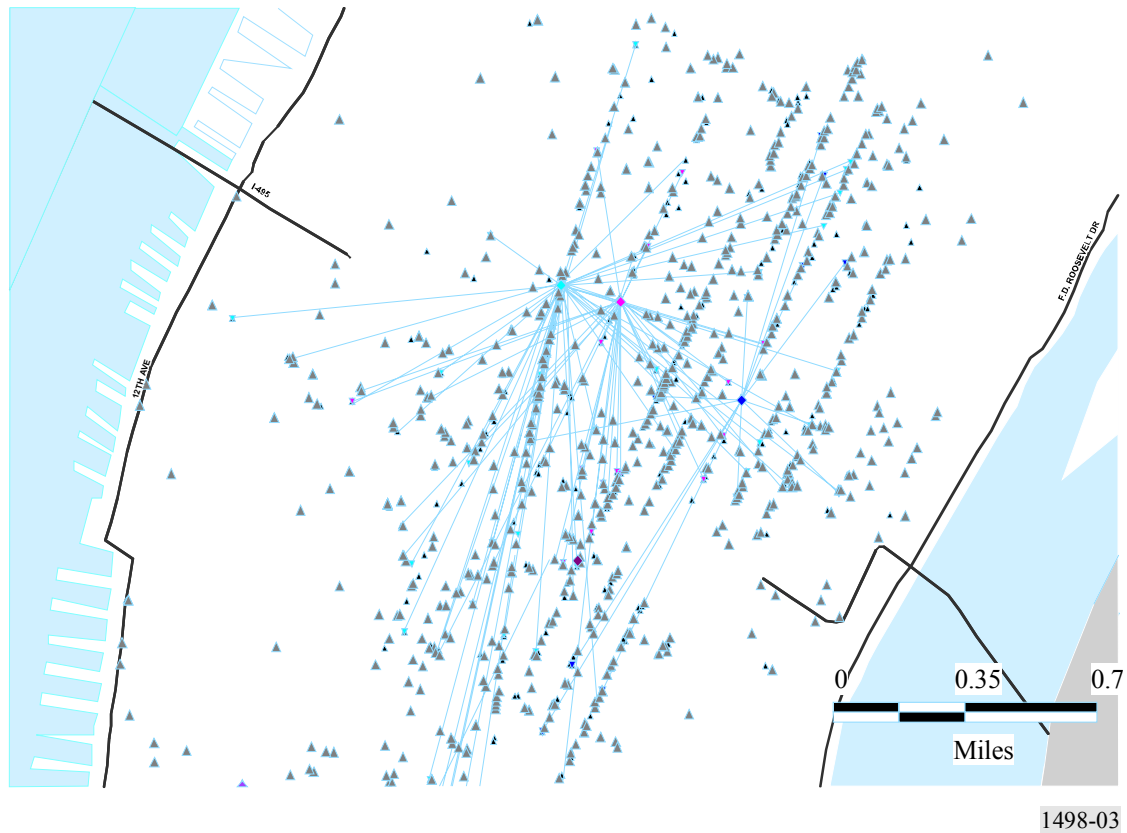 I-495
F.D. ROOSEVELT DR
12TH AVE
0 0.35 0.7
Miles
1498-03